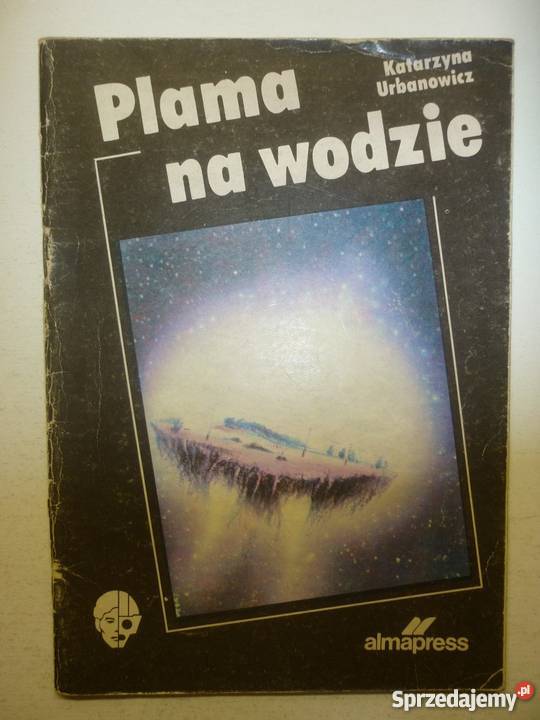 Katarzyna
Urbanowicz
Plama
na wodzie
almapress
Sprzedajemy.pl